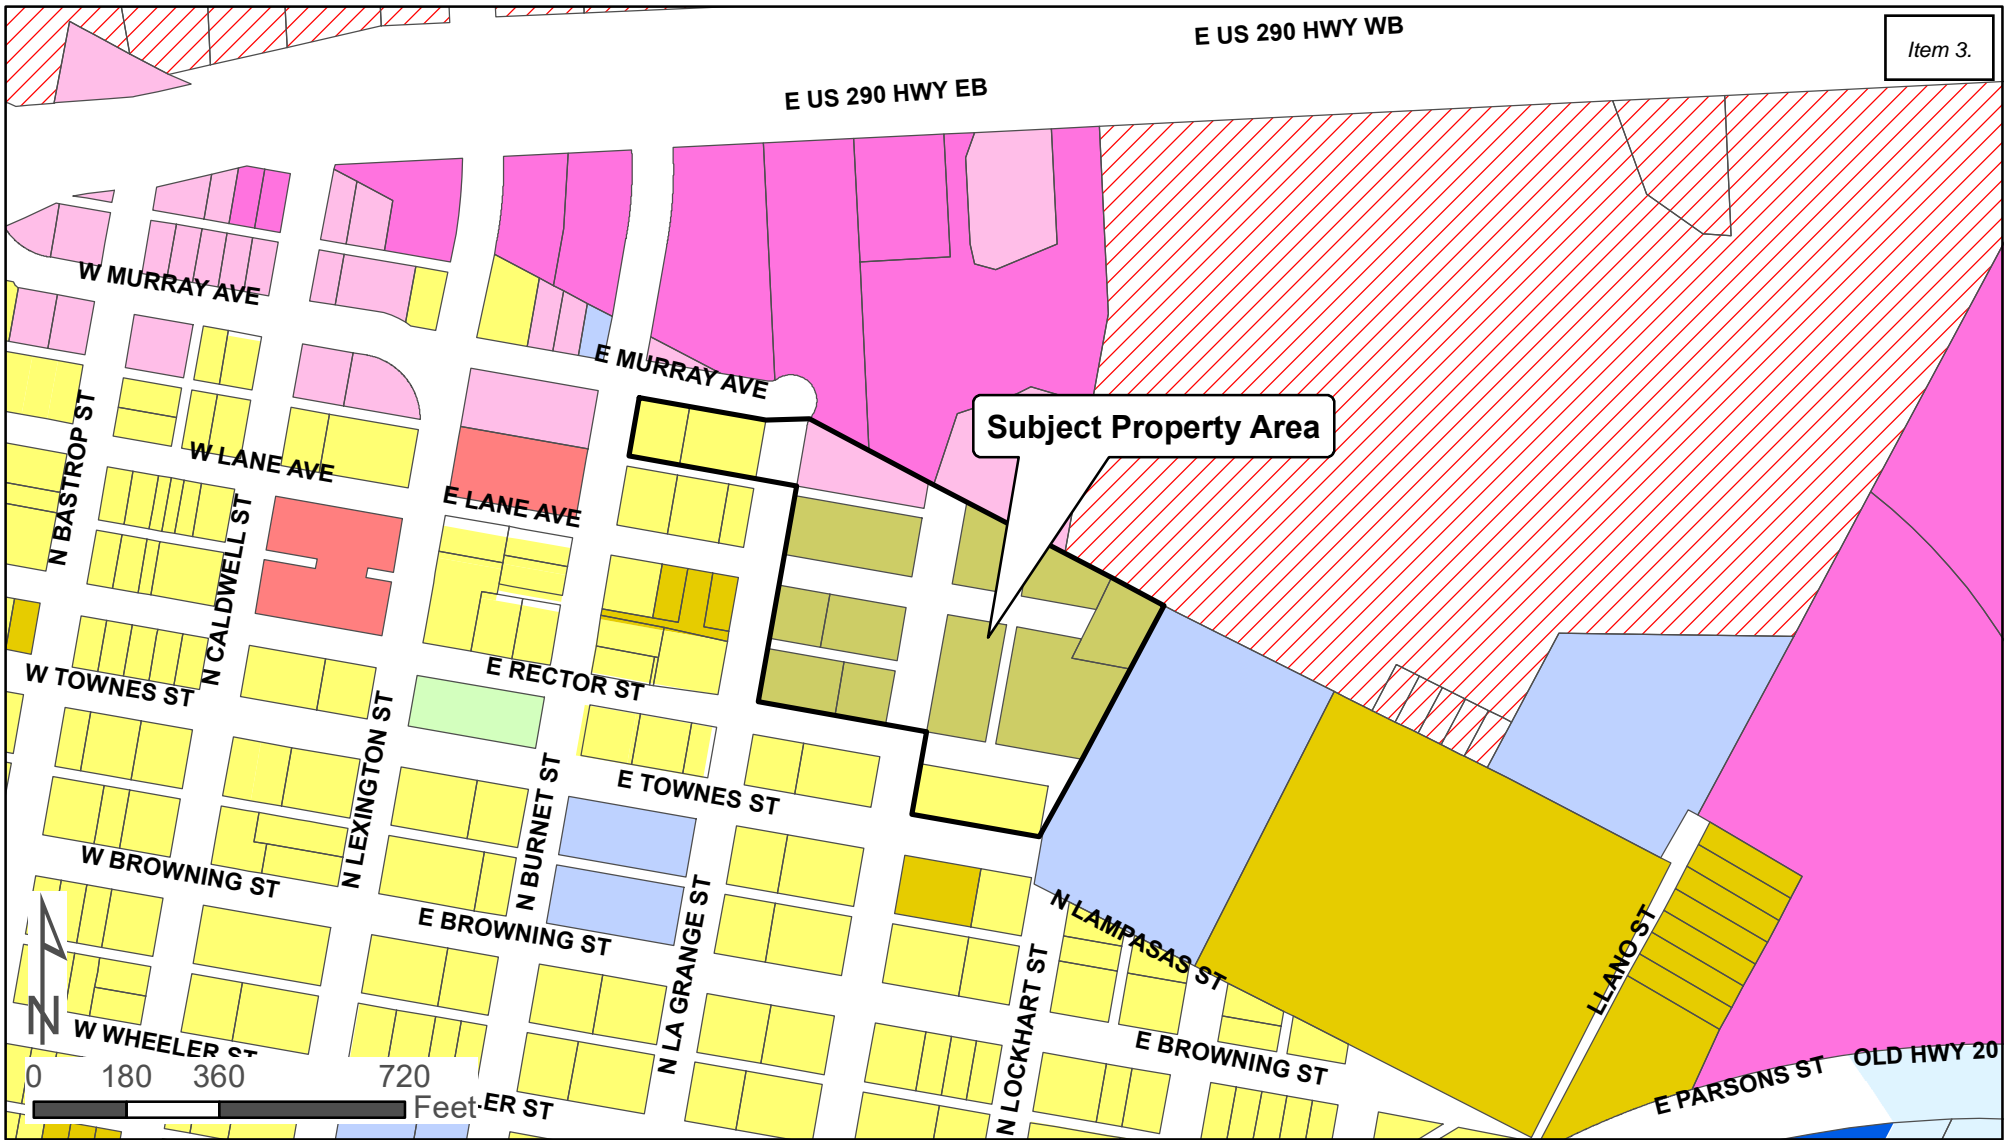 E US 290 HWY WB
Item 3.
E US 290 HWY EB
W MURRAY AVE
E MURRAY AVE
Subject Property Area
N BASTROP ST
W LANE AVE
E LANE AVE
N CALDWELL ST
E RECTOR ST
W TOWNES ST
N LEXINGTON ST
E TOWNES ST
N BURNET ST
W BROWNING ST
E BROWNING ST
N LA GRANGE ST
N LAMPASAS ST
LLANO ST
N LOCKHART ST
W WHEELER ST
E BROWNING ST
OLD HWY 20
E PARSONS ST
N
0 180 360 720
Feet
ER ST